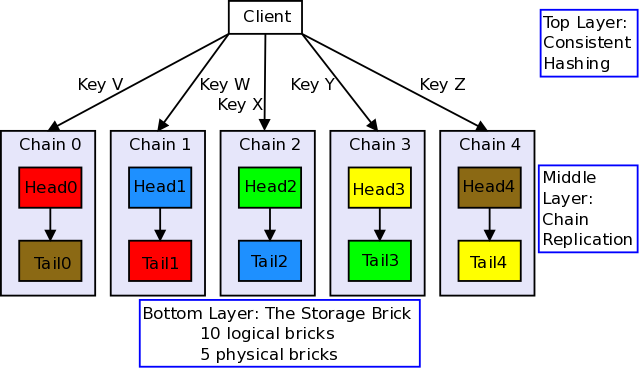 Client
Top Layer:
Consistent
Hashing
Key V
Key W
Key X
Key Y
Key Z
Chain 0
Chain 1
Chain 2
Chain 3
Chain 4
Head0
Head1
Head2
Head3
Head4
Middle
Layer:
Chain
Replication
Tail0
Tail1
Tail2
Tail3
Tail4
Bottom Layer: The Storage Brick
10 logical bricks
5 physical bricks